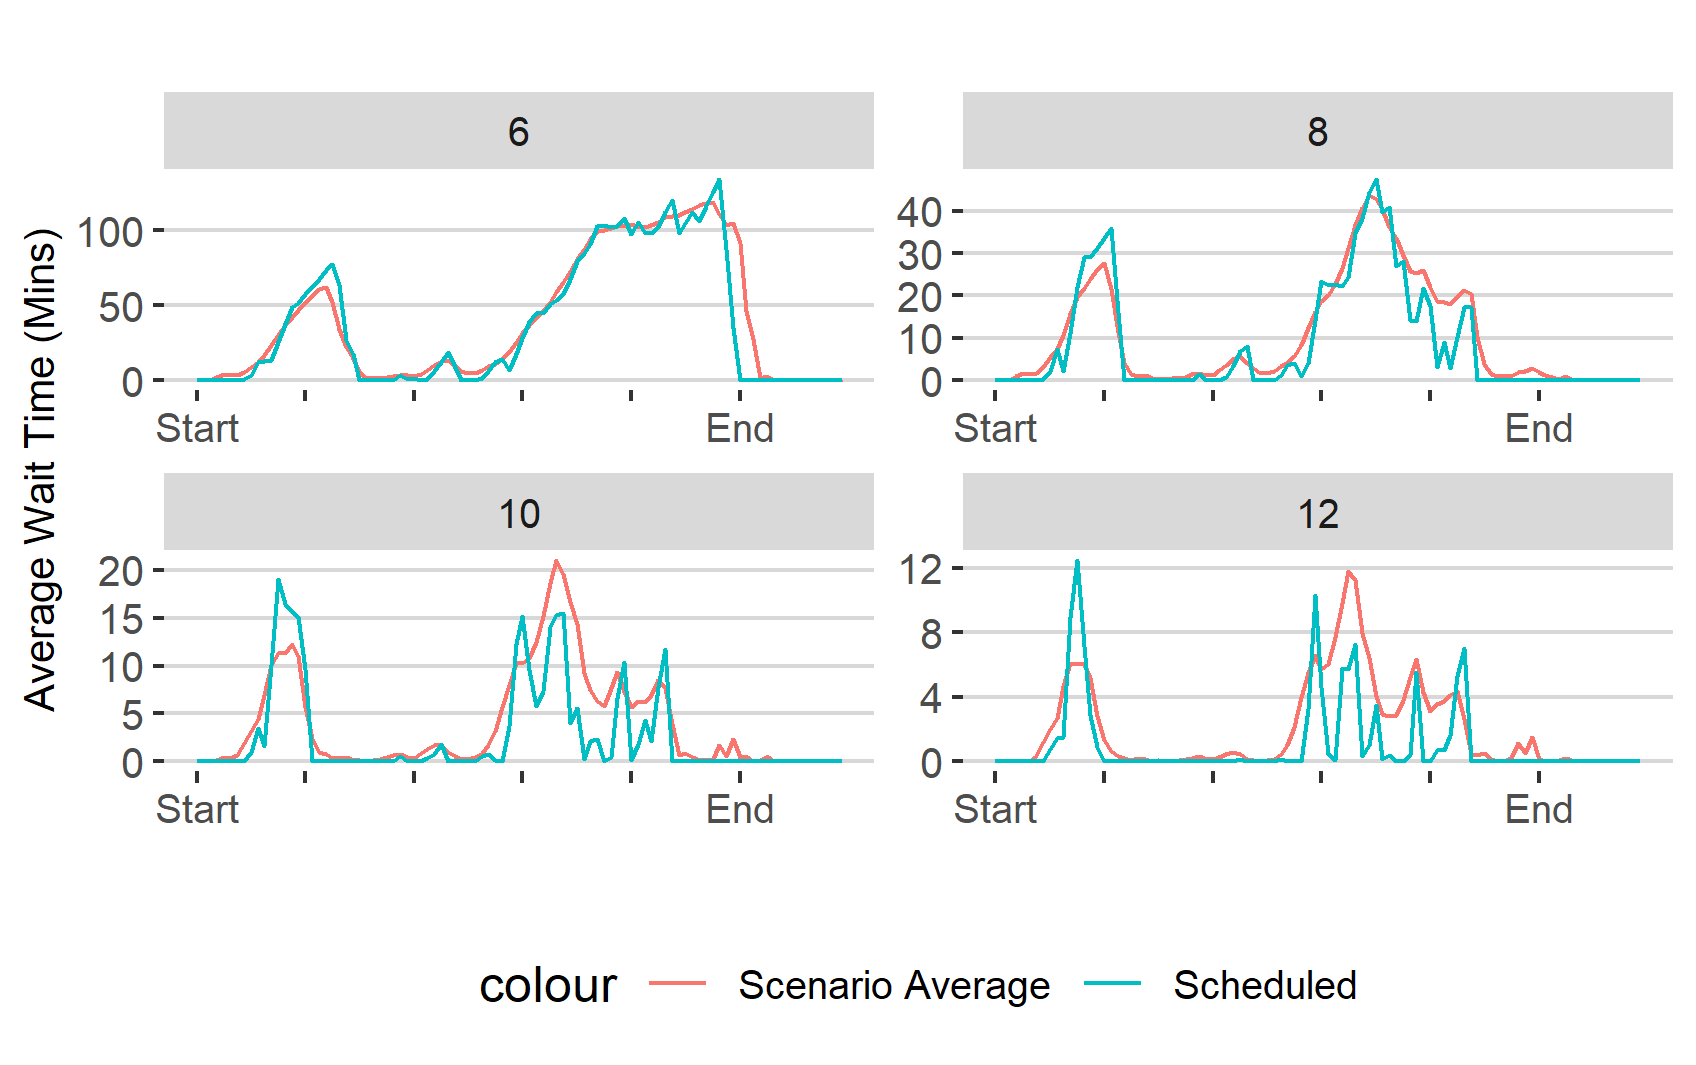 Average Wait Time (Mins)
6
100
50
0
Start
End
8
40
30
20
10
0
Start
End
10
20
15
10
5
0
Start
End
12
12
8
4
0
Start
End
colour
Scenario Average
Scheduled